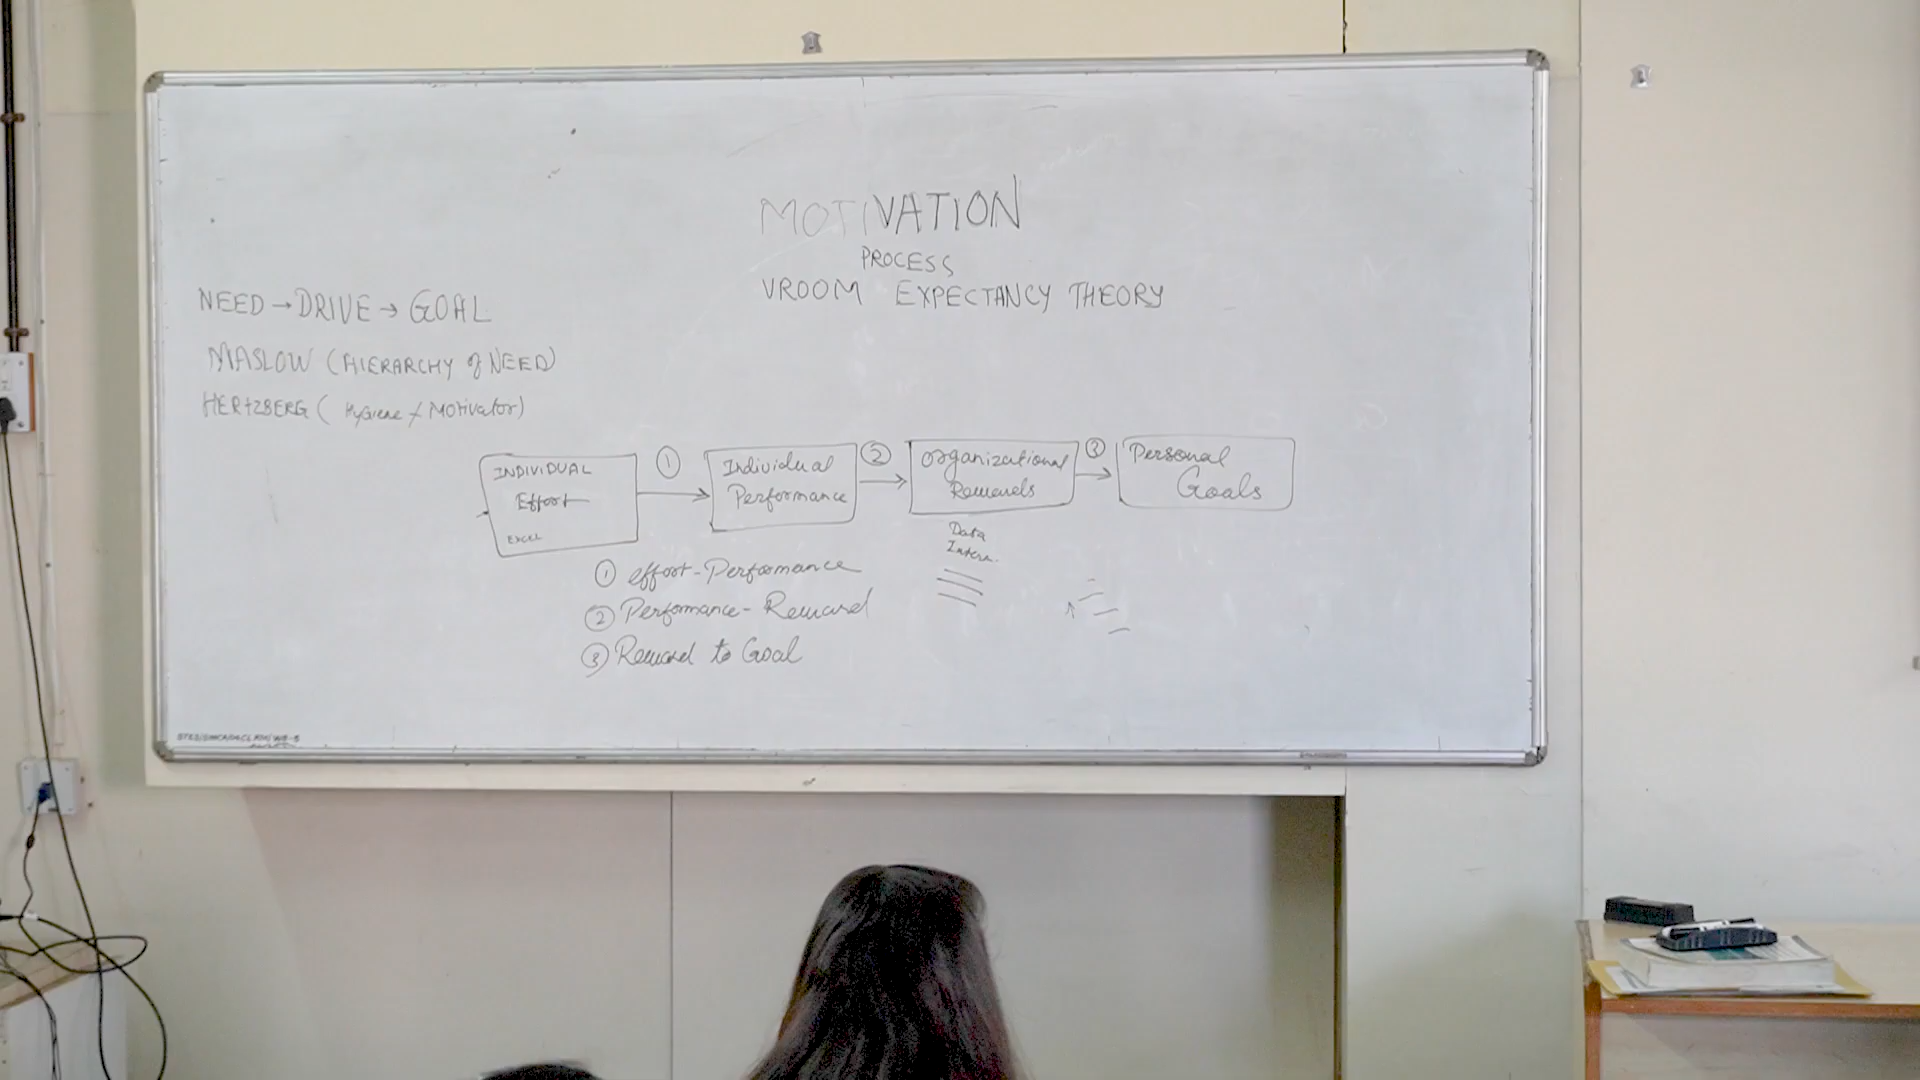 MOTIVATION
PROCESS
VROOM EXPECTANCY THEORY
NEED → DRIVE → GOAL
MASLOW (HIERARCHY of NEED)
HERTZBERG ( Hygiene + Motivator)
INDIVIDUAL
Effort
EXCEL
①
Individual
Performance
②
Organizational
Rewards
③
Personal
Goals
Data
① effort-Performance
② Performance - Reward
③ Reward to Goal